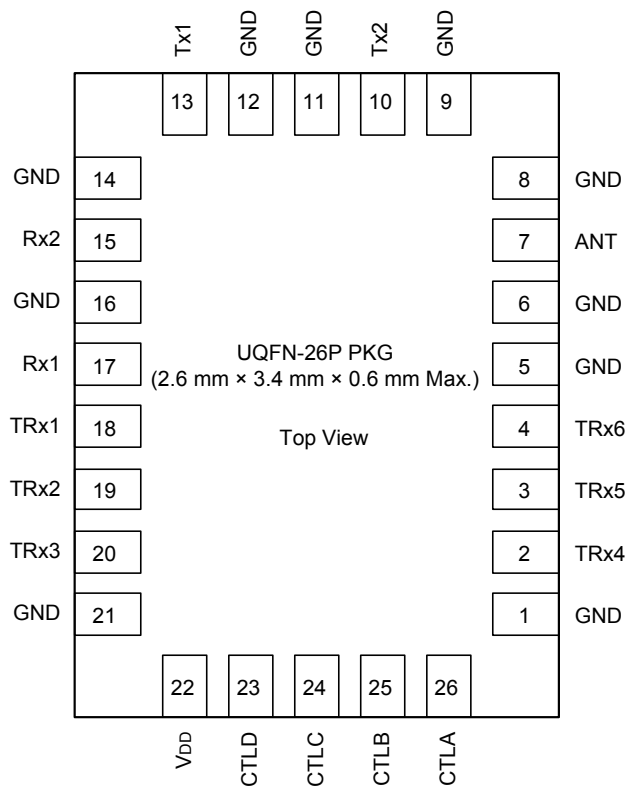 Tx1 GND GND Tx2 GND
13 12 11 10 9
GND 14 8 GND
Rx2 15 7 ANT
GND 16 6 GND
Rx1 17 5 GND
UQFN-26P PKG
(2.6 mm × 3.4 mm × 0.6 mm Max.)
TRx1 18 4 TRx6
Top View
TRx2 19 3 TRx5
TRx3 20 2 TRx4
GND 21 1 GND
22 23 24 25 26
VDD CTLD CTLC CTLB CTLA